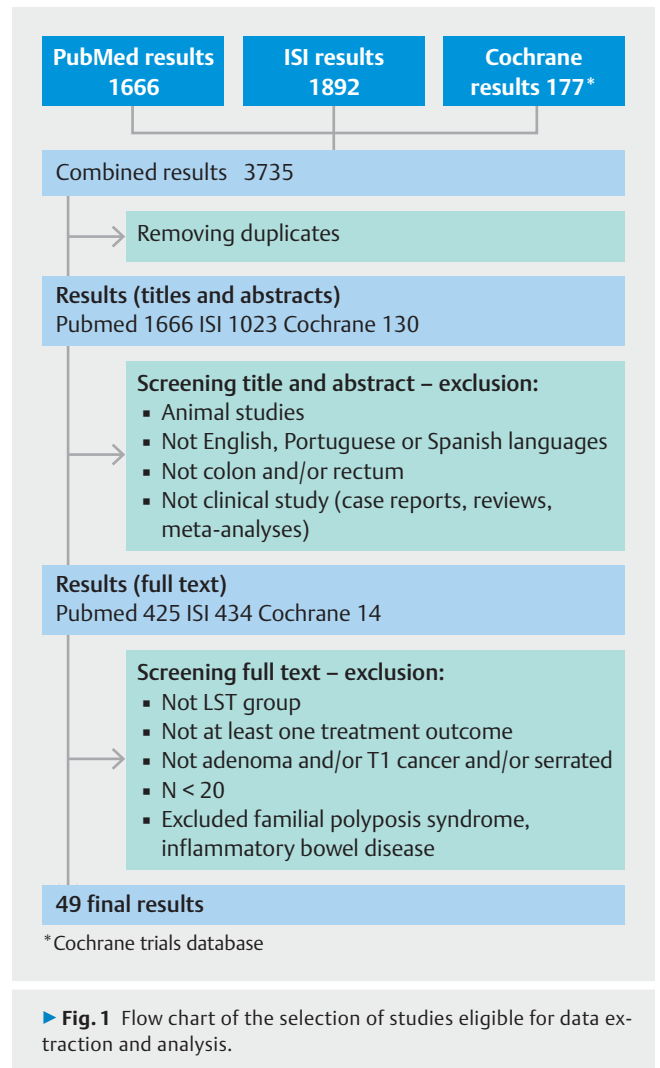 PubMed results
1666
ISI results
1892
Cochrane
results 177*
Combined results 3735
Removing duplicates
Results (titles and abstracts)
Pubmed 1666 ISI 1023 Cochrane 130
Screening title and abstract – exclusion:
▪ Animal studies
▪ Not English, Portuguese or Spanish languages
▪ Not colon and/or rectum
▪ Not clinical study (case reports, reviews,
meta-analyses)
Results (full text)
Pubmed 425 ISI 434 Cochrane 14
Screening full text – exclusion:
▪ Not LST group
▪ Not at least one treatment outcome
▪ Not adenoma and/or T1 cancer and/or serrated
▪ N < 20
▪ Excluded familial polyposis syndrome,
inflammatory bowel disease
49 final results
*Cochrane trials database
▶ Fig. 1 Flow chart of the selection of studies eligible for data ex-
traction and analysis.